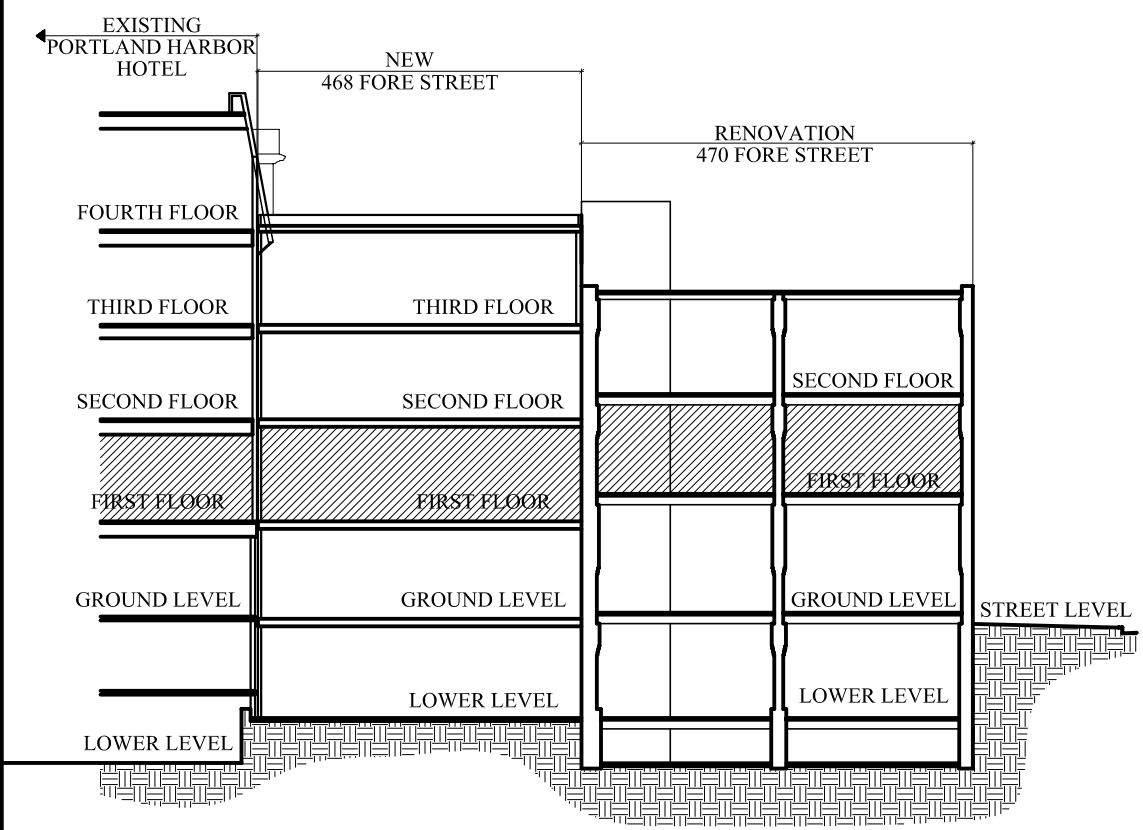 EXISTING
PORTLAND HARBOR
HOTEL
NEW
468 FORE STREET
RENOVATION
470 FORE STREET
FOURTH FLOOR
THIRD FLOOR
THIRD FLOOR
SECOND FLOOR
SECOND FLOOR
SECOND FLOOR
FIRST FLOOR
FIRST FLOOR
FIRST FLOOR
GROUND LEVEL
GROUND LEVEL
GROUND LEVEL
STREET LEVEL
LOWER LEVEL
LOWER LEVEL
LOWER LEVEL